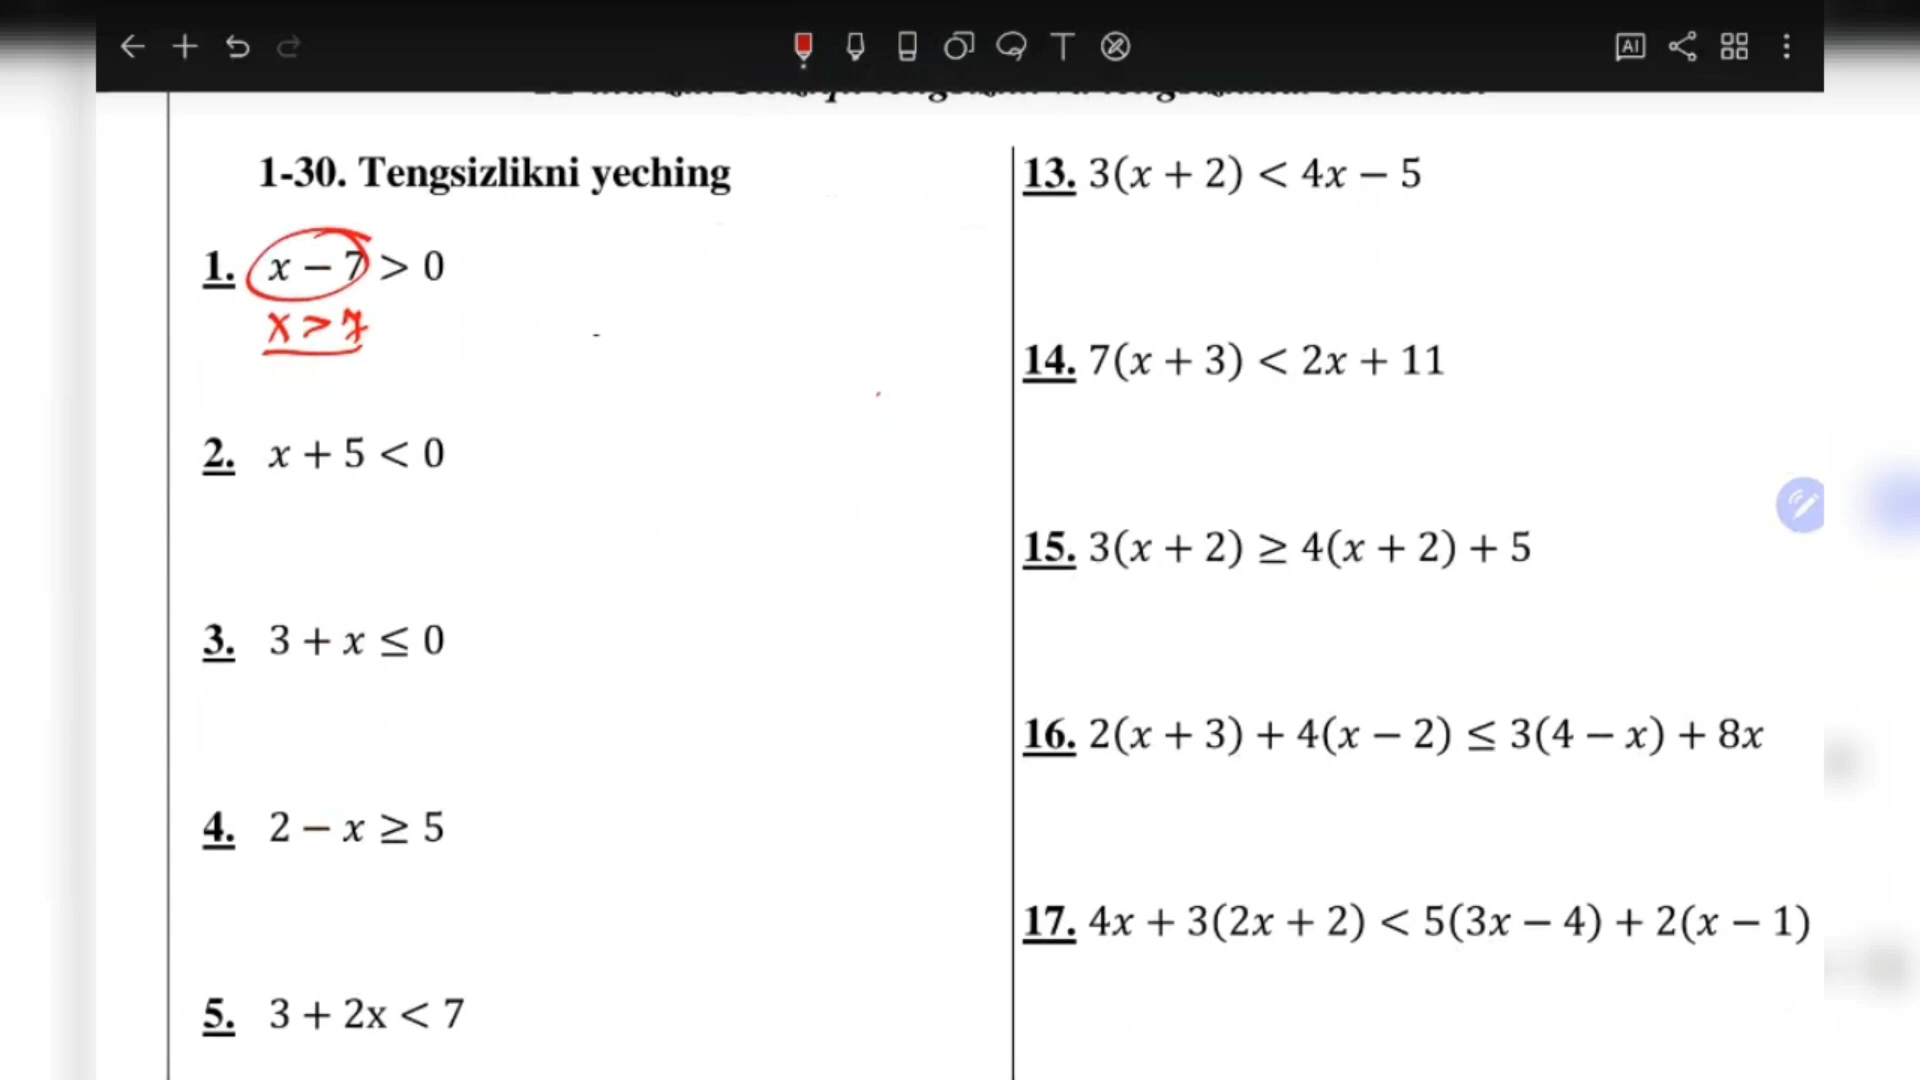 1-30. Tengsizlikni yeching
1. x − 7 > 0
x > 7
2. x + 5 < 0
3. 3 + x ≤ 0
4. 2 − x ≥ 5
5. 3 + 2x < 7
13. 3(x + 2) < 4x − 5
14. 7(x + 3) < 2x + 11
15. 3(x + 2) ≥ 4(x + 2) + 5
16. 2(x + 3) + 4(x − 2) ≤ 3(4 − x) + 8x
17. 4x + 3(2x + 2) < 5(3x − 4) + 2(x − 1)